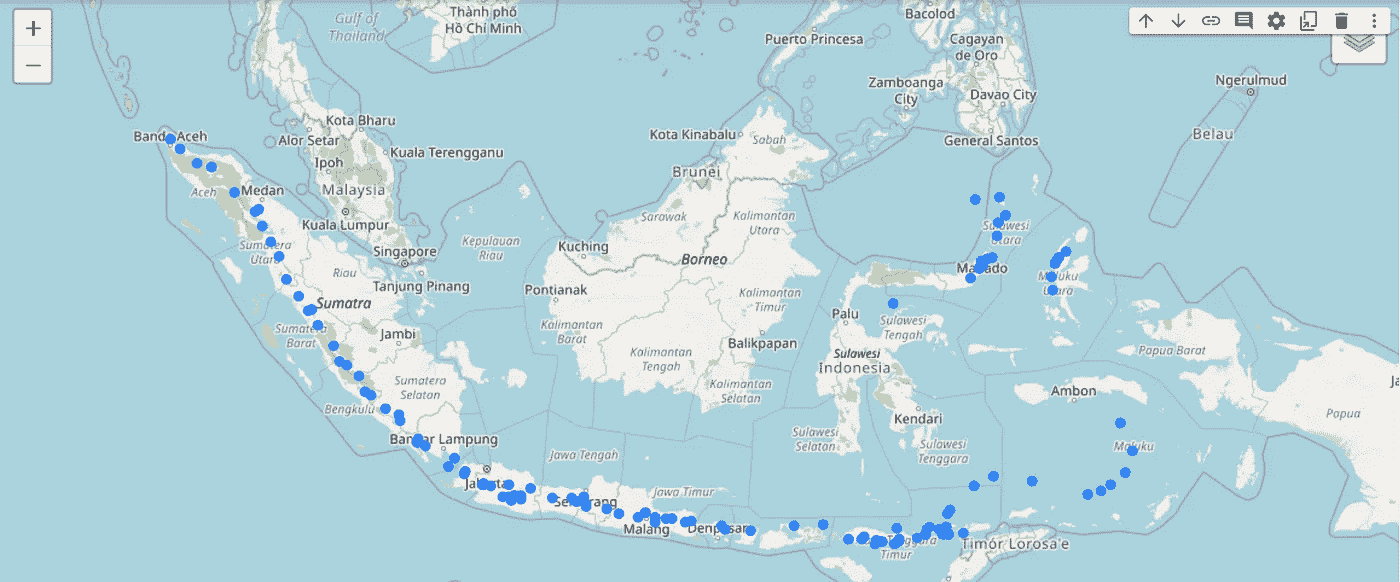 +
−
Gulf of
Thailand
Thành phố
Hồ Chí Minh
Bacolod
Puerto Princesa
Cagayan
de Oro
Zamboanga
City
Davao City
Ngerulmud
Belau
General Santos
Banda Aceh
Kota Bharu
Alor Setar
Kuala Terengganu
Ipoh
Kota Kinabalu
Sabah
Brunei
Aceh
Medan
Malaysia
Kuala Lumpur
Sarawak
Kalimantan
Utara
Sulawesi
Utara
Sumatera
Utara
Singapore
Kepulauan
Riau
Kuching
Borneo
Riau
Tanjung Pinang
Pontianak
Kalimantan
Timur
Manado
Maluku
Utara
Sumatra
Sumatera
Barat
Jambi
Kalimantan
Barat
Palu
Sulawesi
Tengah
Balikpapan
Kalimantan
Tengah
Sulawesi
Indonesia
Papua Barat
Sumatera
Selatan
Kalimantan
Selatan
Ambon
Ja
Bengkulu
Kendari
Papua
Bandar Lampung
Sulawesi
Selatan
Sulawesi
Tenggara
Maluku
Jawa Tengah
Jakarta
Semarang
Jawa Timur
Malang
Denpasar
Tenggara
Timur
Timór Lorosa'e